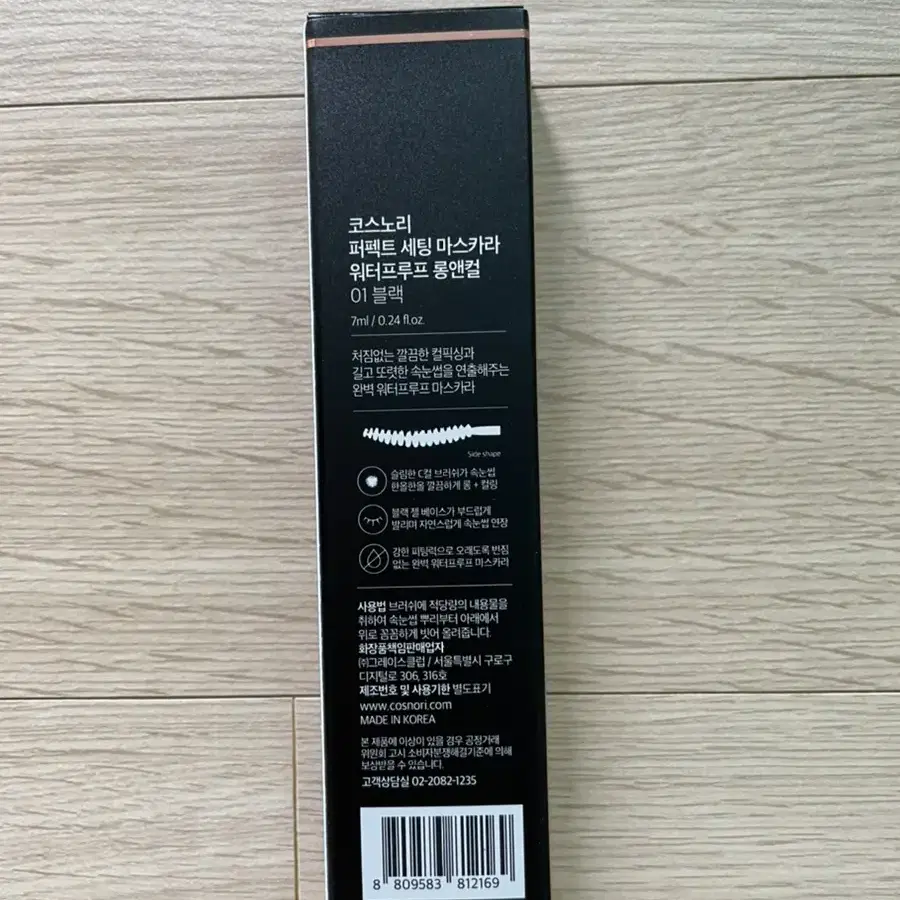 코스노리
퍼펙트 세팅 마스카라
워터프루프 롱앤컬
01 블랙
7ml / 0.24 fl.oz.
처짐없는 깔끔한 컬픽싱과
길고 또렷한 속눈썹을 연출해주는
완벽 워터프루프 마스카라
Side shape
슬림한 C컬 브러쉬가 속눈썹
한올한올 깔끔하게 롱 + 컬링
블랙 젤 베이스가 부드럽게
발리며 자연스럽게 속눈썹 연장
강한 피팅력으로 오래도록 번짐
없는 완벽 워터프루프 마스카라
사용법 브러쉬에 적당량의 내용물을
취하여 속눈썹 뿌리부터 아래에서
위로 꼼꼼하게 빗어 올려줍니다.
화장품책임판매업자
㈜그레이스클럽 / 서울특별시 구로구
디지털로 306, 316호
제조번호 및 사용기한 별도표기
www.cosnori.com
MADE IN KOREA
본 제품에 이상이 있을 경우 공정거래
위원회 고시 소비자분쟁해결기준에 의해
보상받을 수 있습니다.
고객상담실 02-2082-1235
8 809583 812169